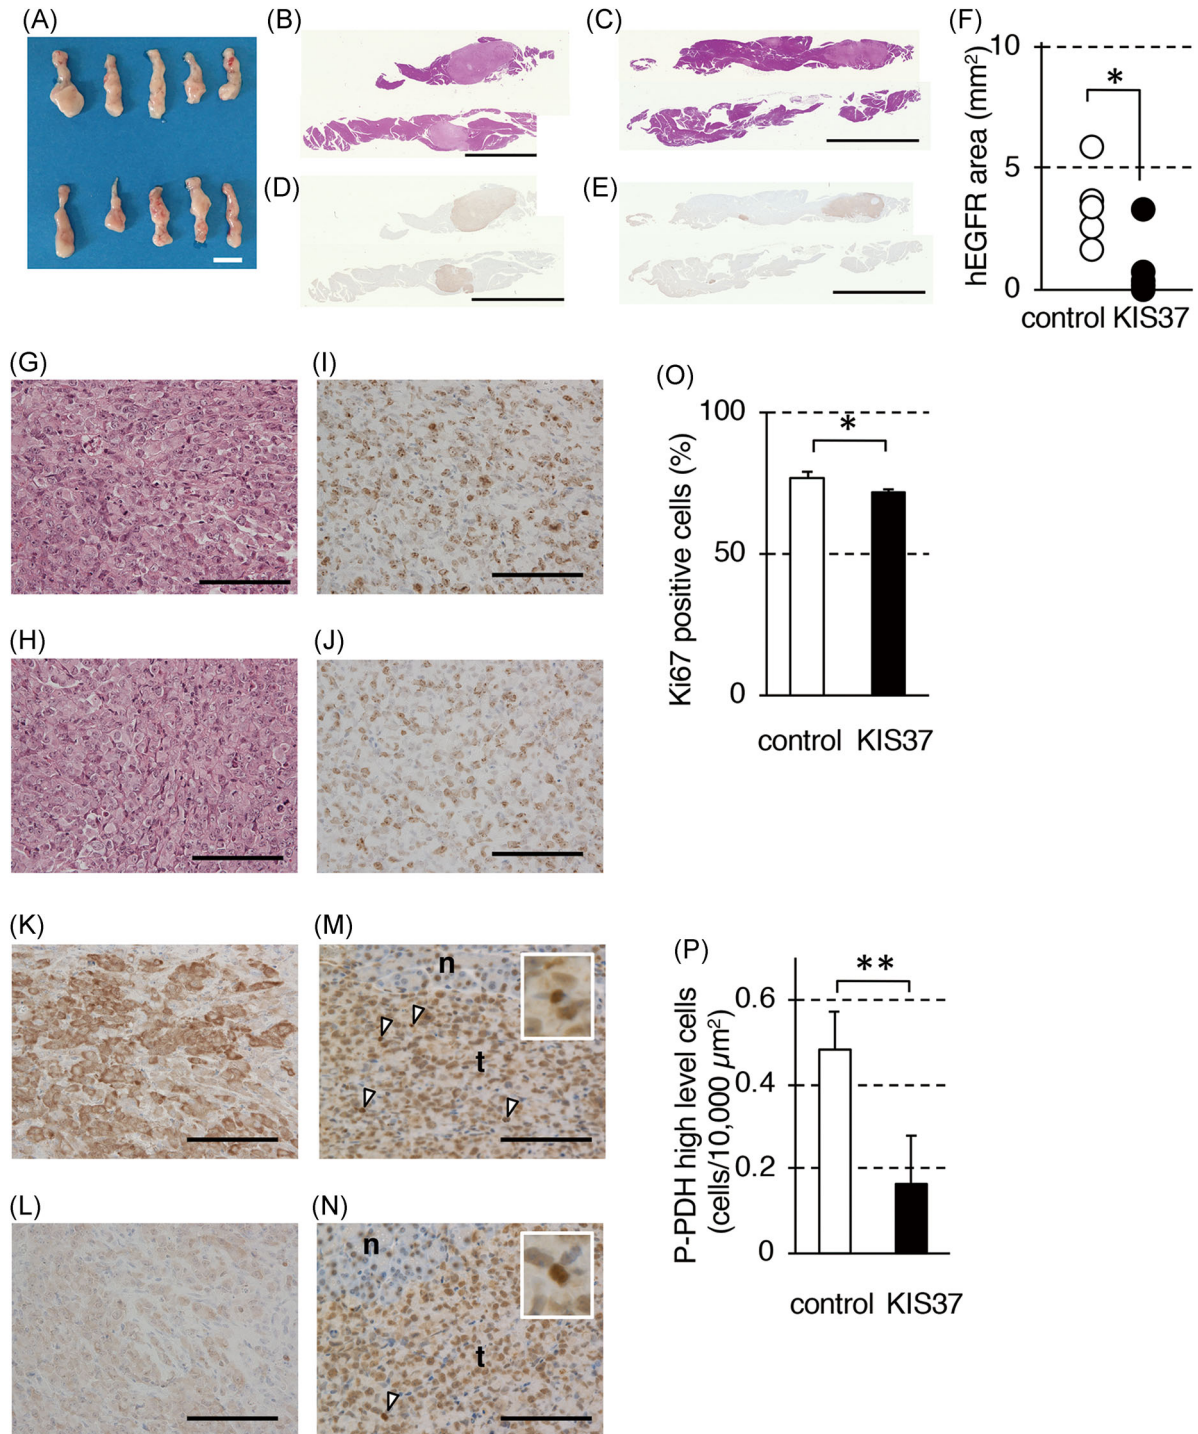 (A)
(B)
(C)
(F)
hEGFR area (mm²)
10
5
0
*
control KIS37
(D)
(E)
(G)
(I)
(O)
Ki67 positive cells (%)
100
50
0
*
control KIS37
(H)
(J)
(K)
(M)
n
t
(P)
P-PDH high level cells
(cells/10,000 µm²)
0.6
0.4
0.2
0
**
control KIS37
(L)
(N)
n
t